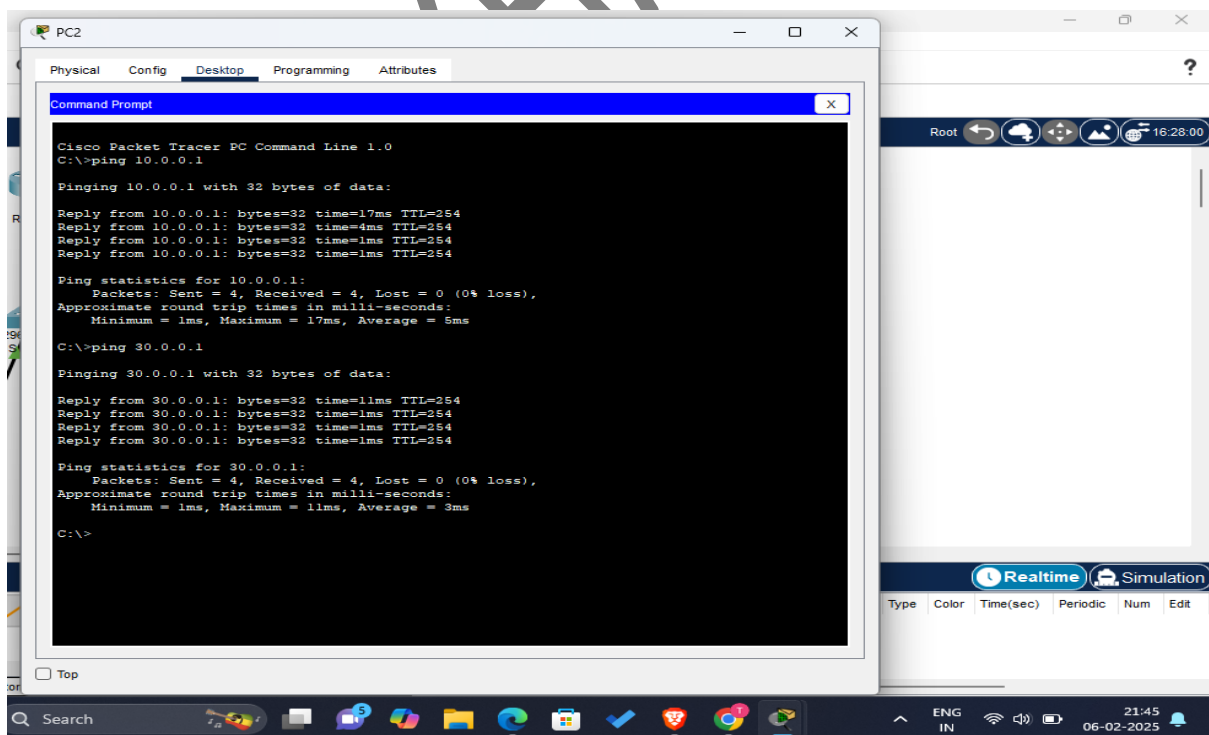 PC2
Physical Config Desktop Programming Attributes
?
Command Prompt X
Root 16:28:00
Cisco Packet Tracer PC Command Line 1.0
C:\>ping 10.0.0.1
Pinging 10.0.0.1 with 32 bytes of data:
Reply from 10.0.0.1: bytes=32 time=17ms TTL=254
Reply from 10.0.0.1: bytes=32 time=4ms TTL=254
Reply from 10.0.0.1: bytes=32 time=1ms TTL=254
Reply from 10.0.0.1: bytes=32 time=1ms TTL=254
Ping statistics for 10.0.0.1:
Packets: Sent = 4, Received = 4, Lost = 0 (0% loss),
Approximate round trip times in milli-seconds:
Minimum = 1ms, Maximum = 17ms, Average = 5ms
C:\>ping 30.0.0.1
Pinging 30.0.0.1 with 32 bytes of data:
Reply from 30.0.0.1: bytes=32 time=11ms TTL=254
Reply from 30.0.0.1: bytes=32 time=1ms TTL=254
Reply from 30.0.0.1: bytes=32 time=1ms TTL=254
Reply from 30.0.0.1: bytes=32 time=1ms TTL=254
Ping statistics for 30.0.0.1:
Packets: Sent = 4, Received = 4, Lost = 0 (0% loss),
Approximate round trip times in milli-seconds:
Minimum = 1ms, Maximum = 11ms, Average = 3ms
C:\>
Realtime Simulation
Type Color Time(sec) Periodic Num Edit
Top
Search 5 ENG 21:45
IN 06-02-2025